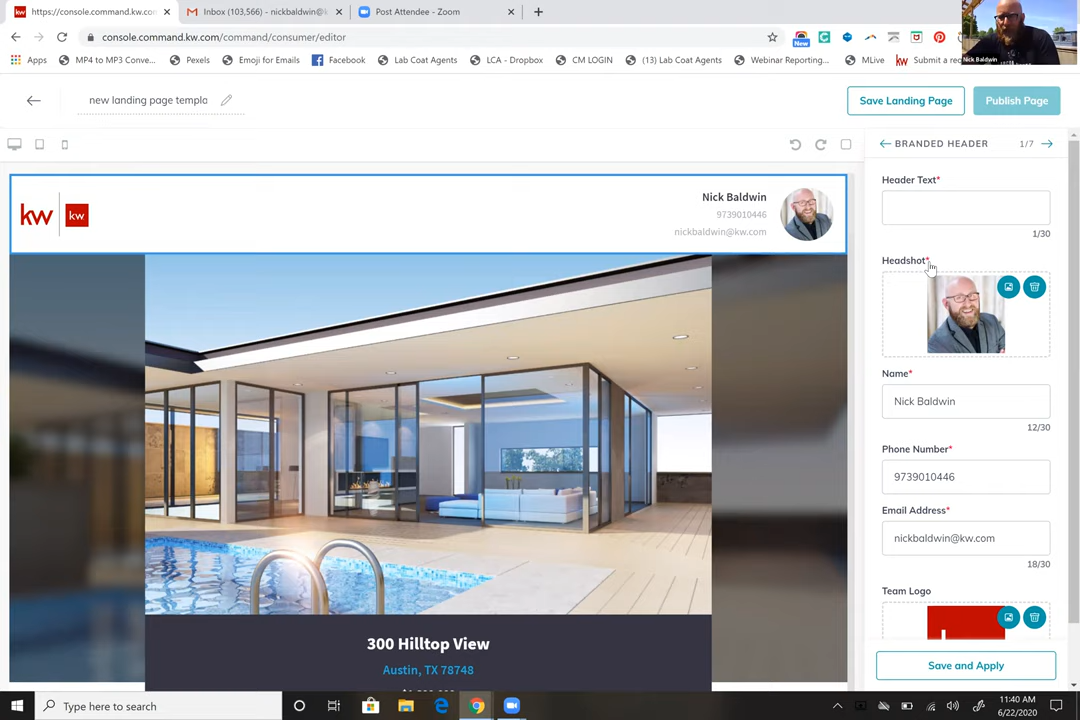 https://console.command.kw.co
Inbox (103,566) - nickbaldwin@k
Post Attendee - Zoom
console.command.kw.com/command/consumer/editor
New
Apps
MP4 to MP3 Conve...
Pexels
Emoji for Emails
Facebook
Lab Coat Agents
LCA - Dropbox
CM LOGIN
(13) Lab Coat Agents
Webinar Reporting...
MLive
kw
Submit a req
Nick Baldwin
new landing page templa
Save Landing Page
Publish Page
BRANDED HEADER
1/7
kw
kw
Nick Baldwin
9739010446
nickbaldwin@kw.com
Header Text*
1/30
Headshot*
Name*
Nick Baldwin
12/30
Phone Number*
9739010446
Email Address*
nickbaldwin@kw.com
18/30
Team Logo
Save and Apply
300 Hilltop View
Austin, TX 78748
Type here to search
11:40 AM
6/22/2020